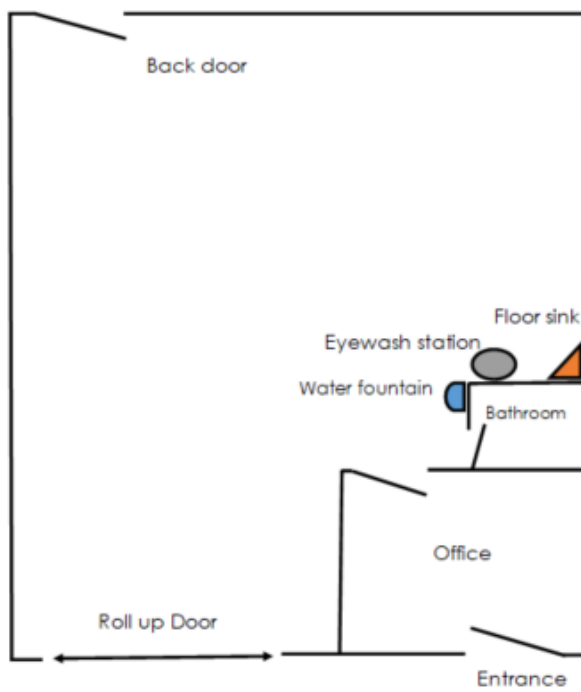 Back door
Floor sink
Eyewash station
Water fountain
Bathroom
Office
Roll up Door
Entrance